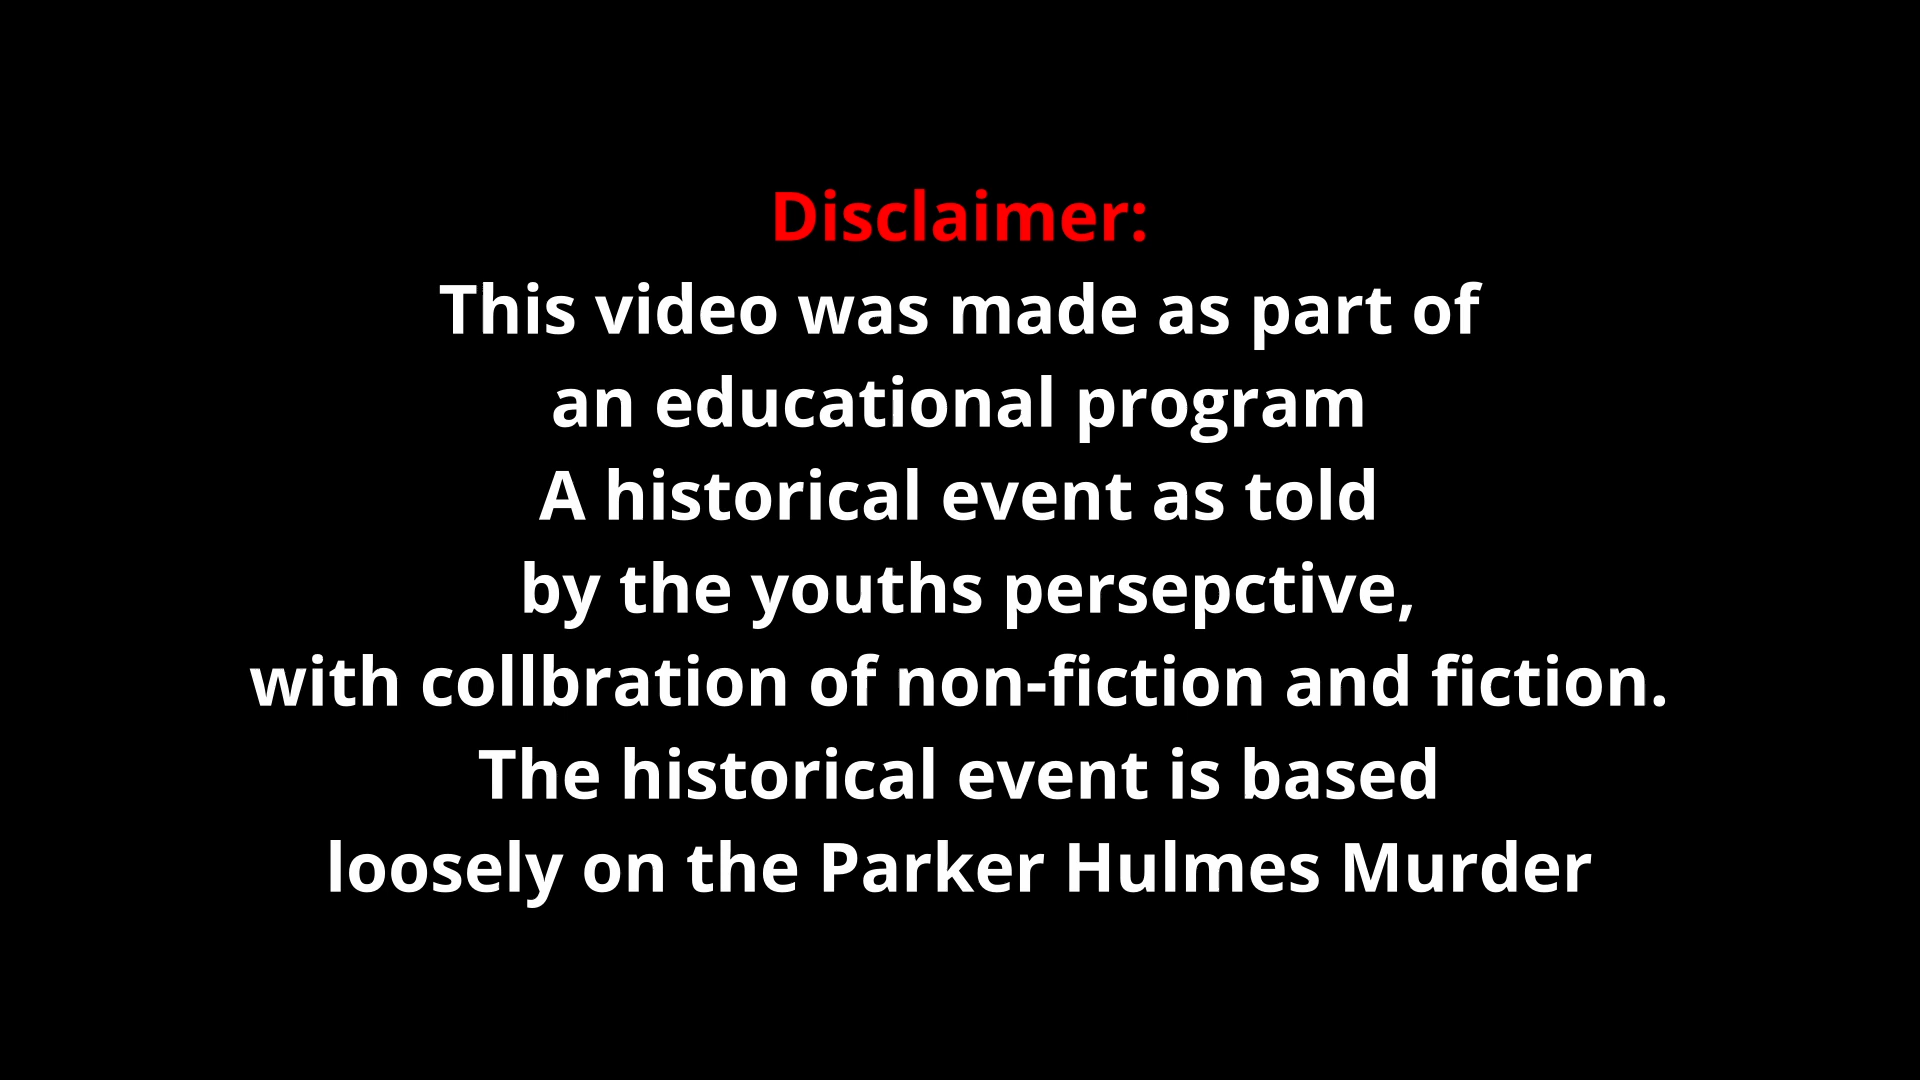 Disclaimer:
This video was made as part of
an educational program
A historical event as told
by the youths persepctive,
with collbration of non-fiction and fiction.
The historical event is based
loosely on the Parker Hulmes Murder